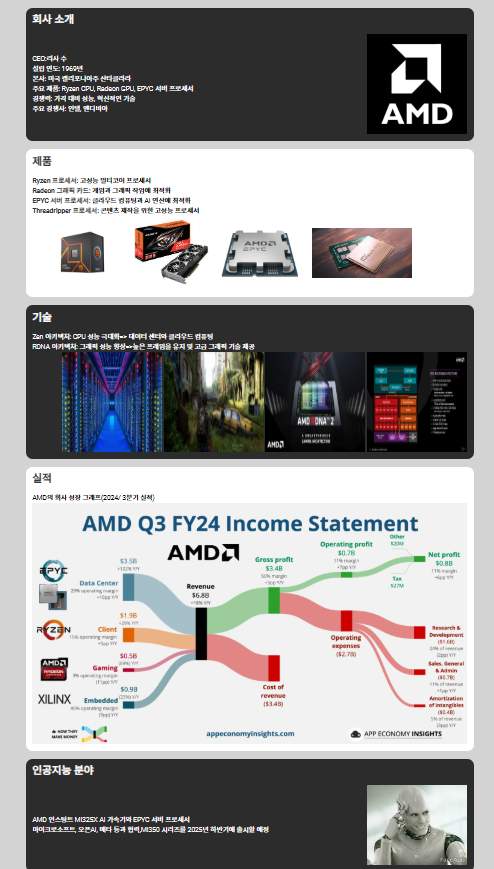 회사 소개
CEO:리사 수
설립 연도: 1969년
본사: 미국 캘리포니아주 산타클라라
주요 제품: Ryzen CPU, Radeon GPU, EPYC 서버 프로세서
경쟁력: 가격 대비 성능, 혁신적인 기술
주요 경쟁사: 인텔, 엔디비아
AMD
제품
Ryzen 프로세서: 고성능 멀티코어 프로세서
Radeon 그래픽 카드: 게임과 그래픽 작업에 최적화
EPYC 서버 프로세서: 클라우드 컴퓨팅과 AI 연산에 최적화
Threadripper 프로세서: 콘텐츠 제작을 위한 고성능 프로세서
AMD
EPYC
기술
Zen 아키텍처: CPU 성능 극대화=> 데이터 센터와 클라우드 컴퓨팅
RDNA 아키텍처: 그래픽 성능 향상=>높은 프레임을 유지 및 고급 그래픽 기술 제공
AMD RDNA 2
AMD
실적
AMD의 회사 성장 그래프(2024/ 3분기 실적)
AMD Q3 FY24 Income Statement
AMD
EPYC
Data Center
$3.5B
+122% Y/Y
29% operating margin
+10pp Y/Y
RYZEN
Client
$1.9B
+29% Y/Y
15% operating margin
+5pp Y/Y
AMD
RADEON
Gaming
$0.5B
(69%) Y/Y
3% operating margin
(11pp) Y/Y
XILINX
Embedded
$0.9B
(25%) Y/Y
40% operating margin
(9pp) Y/Y
Revenue
$6.8B
+18% Y/Y
Gross profit
$3.4B
50% margin
+3pp Y/Y
Cost of
revenue
($3.4B)
Operating profit
$0.7B
11% margin
+7pp Y/Y
Operating
expenses
($2.7B)
Other
$20M
Tax
$27M
Net profit
$0.8B
11% margin
+6pp Y/Y
Research &
Development
($1.6B)
24% of revenue
(2pp) Y/Y
Sales, General
& Admin
($0.7B)
11% of revenue
+1pp Y/Y
Amortization
of intangibles
($0.4B)
5% of revenue
(3pp) Y/Y
HOW THEY
MAKE MONEY
appeconomyinsights.com
APP ECONOMY INSIGHTS
인공지능 분야
AMD 인스팅트 MI325X AI 가속기와 EPYC 서버 프로세서
마이크로소프트, 오픈AI, 메타 등과 협력,MI350 시리즈를 2025년 하반기에 출시할 예정